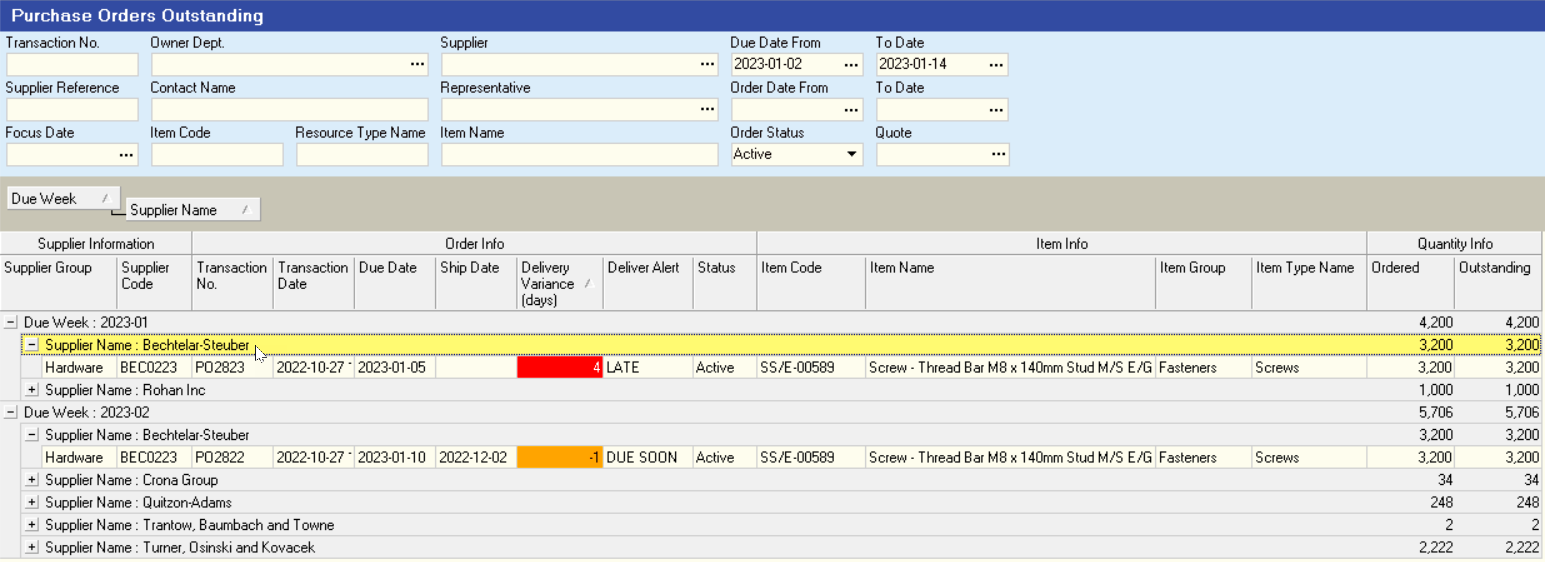 Purchase Orders Outstanding
Transaction No. Owner Dept. Supplier Due Date From To Date
... ... 2023-01-02 ... 2023-01-14 ...
Supplier Reference Contact Name Representative Order Date From To Date
... ... ...
Focus Date Item Code Resource Type Name Item Name Order Status Quote
... Active ...
Due Week
Supplier Name
Supplier Information Order Info Item Info Quantity Info
Supplier Group Supplier Code Transaction No. Transaction Date Due Date Ship Date Delivery Variance (days) Deliver Alert Status Item Code Item Name Item Group Item Type Name Ordered Outstanding
Due Week : 2023-01 4,200 4,200
Supplier Name : Bechtelar-Steuber 3,200 3,200
Hardware BEC0223 PO2823 2022-10-27 2023-01-05 4 LATE Active SS/E-00589 Screw - Thread Bar M8 x 140mm Stud M/S E/G Fasteners Screws 3,200 3,200
Supplier Name : Rohan Inc 1,000 1,000
Due Week : 2023-02 5,706 5,706
Supplier Name : Bechtelar-Steuber 3,200 3,200
Hardware BEC0223 PO2822 2022-10-27 2023-01-10 2022-12-02 -1 DUE SOON Active SS/E-00589 Screw - Thread Bar M8 x 140mm Stud M/S E/G Fasteners Screws 3,200 3,200
Supplier Name : Crona Group 34 34
Supplier Name : Quitzon-Adams 248 248
Supplier Name : Trantow, Baumbach and Towne 2 2
Supplier Name : Turner, Osinski and Kovacek 2,222 2,222